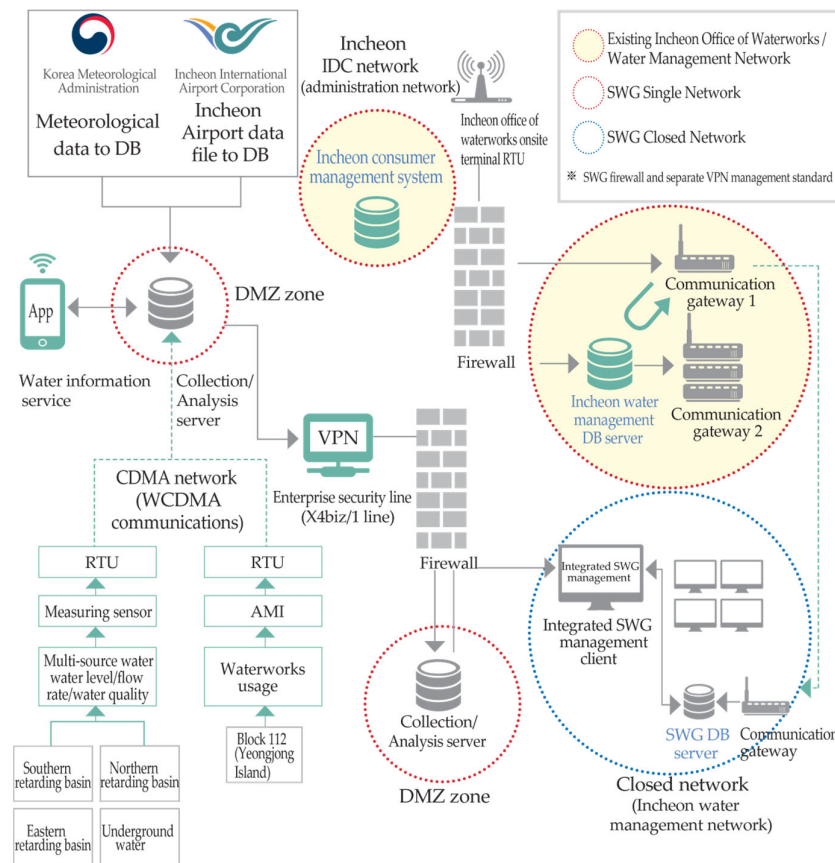 Korea Meteorological
Administration
Meteorological
data to DB
Incheon International
Airport Corporation
Incheon
Airport data
file to DB
Incheon
IDC network
(administration network)
Incheon consumer
management system
Incheon office of
waterworks onsite
terminal RTU
Existing Incheon Office of Waterworks /
Water Management Network
SWG Single Network
SWG Closed Network
※ SWG firewall and separate VPN management standard
App
Water information
service
DMZ zone
Collection/
Analysis
server
Firewall
Communication
gateway 1
Incheon water
management
DB server
Communication
gateway 2
VPN
Enterprise security line
(X4biz/1 line)
CDMA network
(WCDMA
communications)
Firewall
RTU
Measuring sensor
Multi-source water
water level/flow
rate/water quality
Southern
retarding basin
Northern
retarding basin
Eastern
retarding basin
Underground
water
RTU
AMI
Waterworks
usage
Block 112
(Yeongjong
Island)
Collection/
Analysis server
DMZ zone
Integrated SWG
management
Integrated SWG
management
client
SWG DB
server
Communication
gateway
Closed network
(Incheon water
management network)